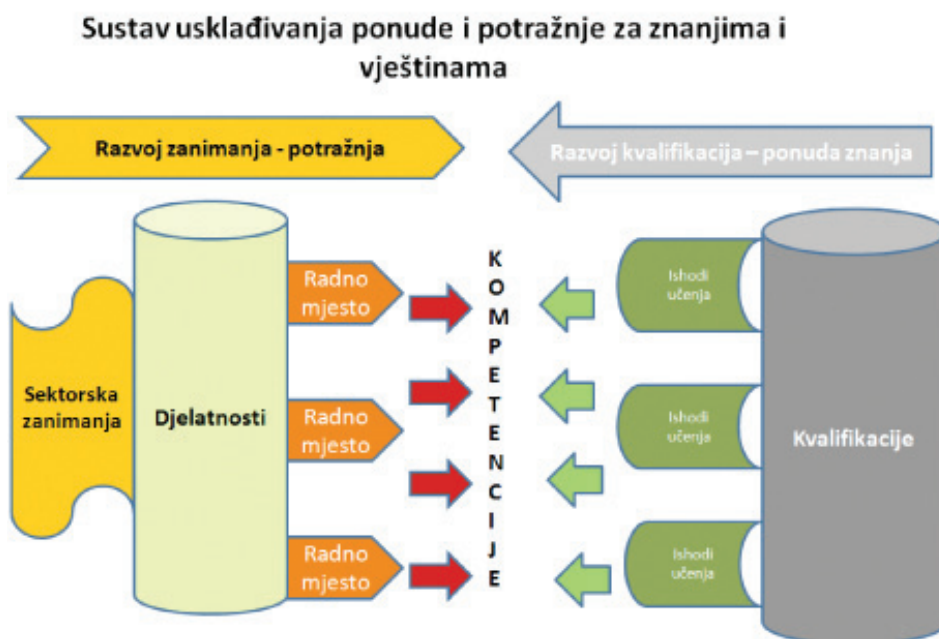 Sustav usklađivanja ponude i potražnje za znanjima i
vještinama
Razvoj zanimanja - potražnja
Razvoj kvalifikacija – ponuda znanja
Sektorska
zanimanja
Djelatnosti
Radno
mjesto
Radno
mjesto
Radno
mjesto
KOMPETENCIJE
Ishodi
učenja
Ishodi
učenja
Ishodi
učenja
Kvalifikacije